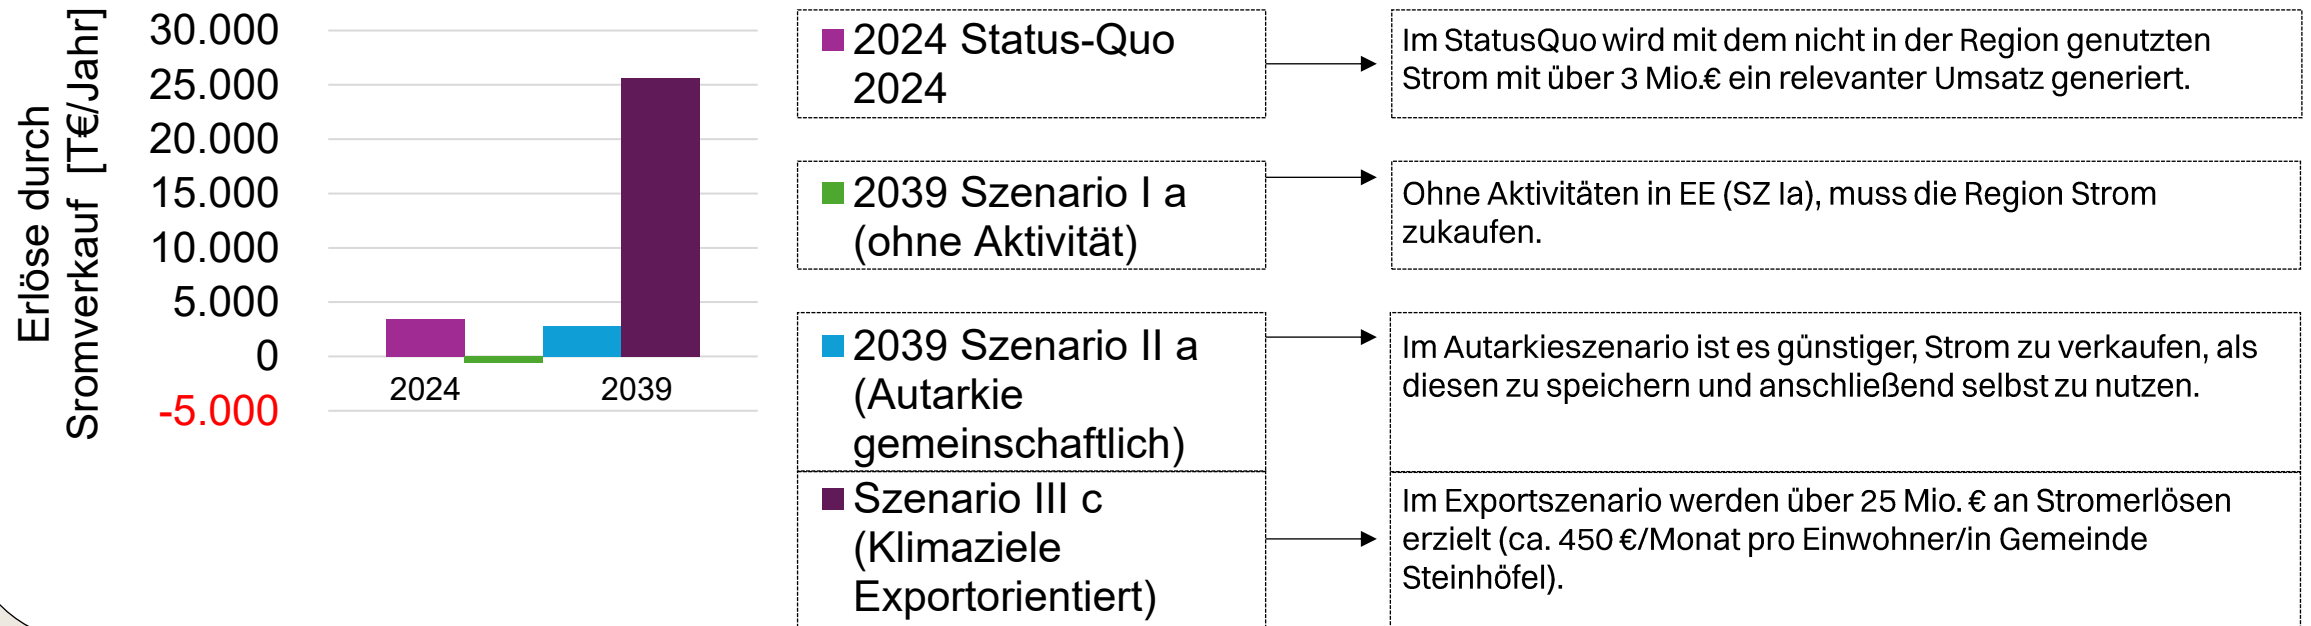 Erlöse durch
Sromverkauf [T€/Jahr]
30.000
25.000
20.000
15.000
10.000
5.000
0
-5.000
2024
2039
2024 Status-Quo
2024
Im StatusQuo wird mit dem nicht in der Region genutzten
Strom mit über 3 Mio.€ ein relevanter Umsatz generiert.
2039 Szenario I a
(ohne Aktivität)
Ohne Aktivitäten in EE (SZ Ia), muss die Region Strom
zukaufen.
2039 Szenario II a
(Autarkie
gemeinschaftlich)
Im Autarkieszenario ist es günstiger, Strom zu verkaufen, als
diesen zu speichern und anschließend selbst zu nutzen.
Szenario III c
(Klimaziele
Exportorientiert)
Im Exportszenario werden über 25 Mio. € an Stromerlösen
erzielt (ca. 450 €/Monat pro Einwohner/in Gemeinde
Steinhöfel).